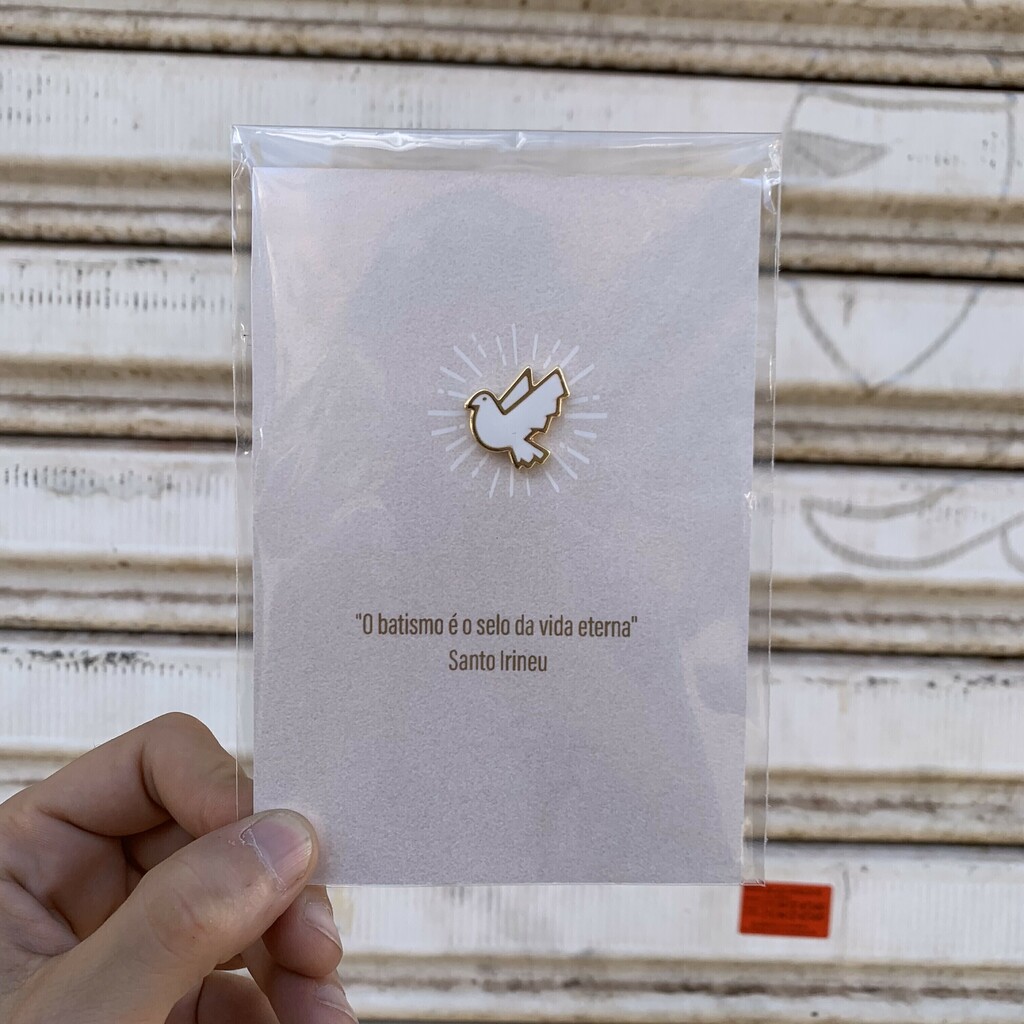 "O batismo é o selo da vida eterna"
Santo Irineu